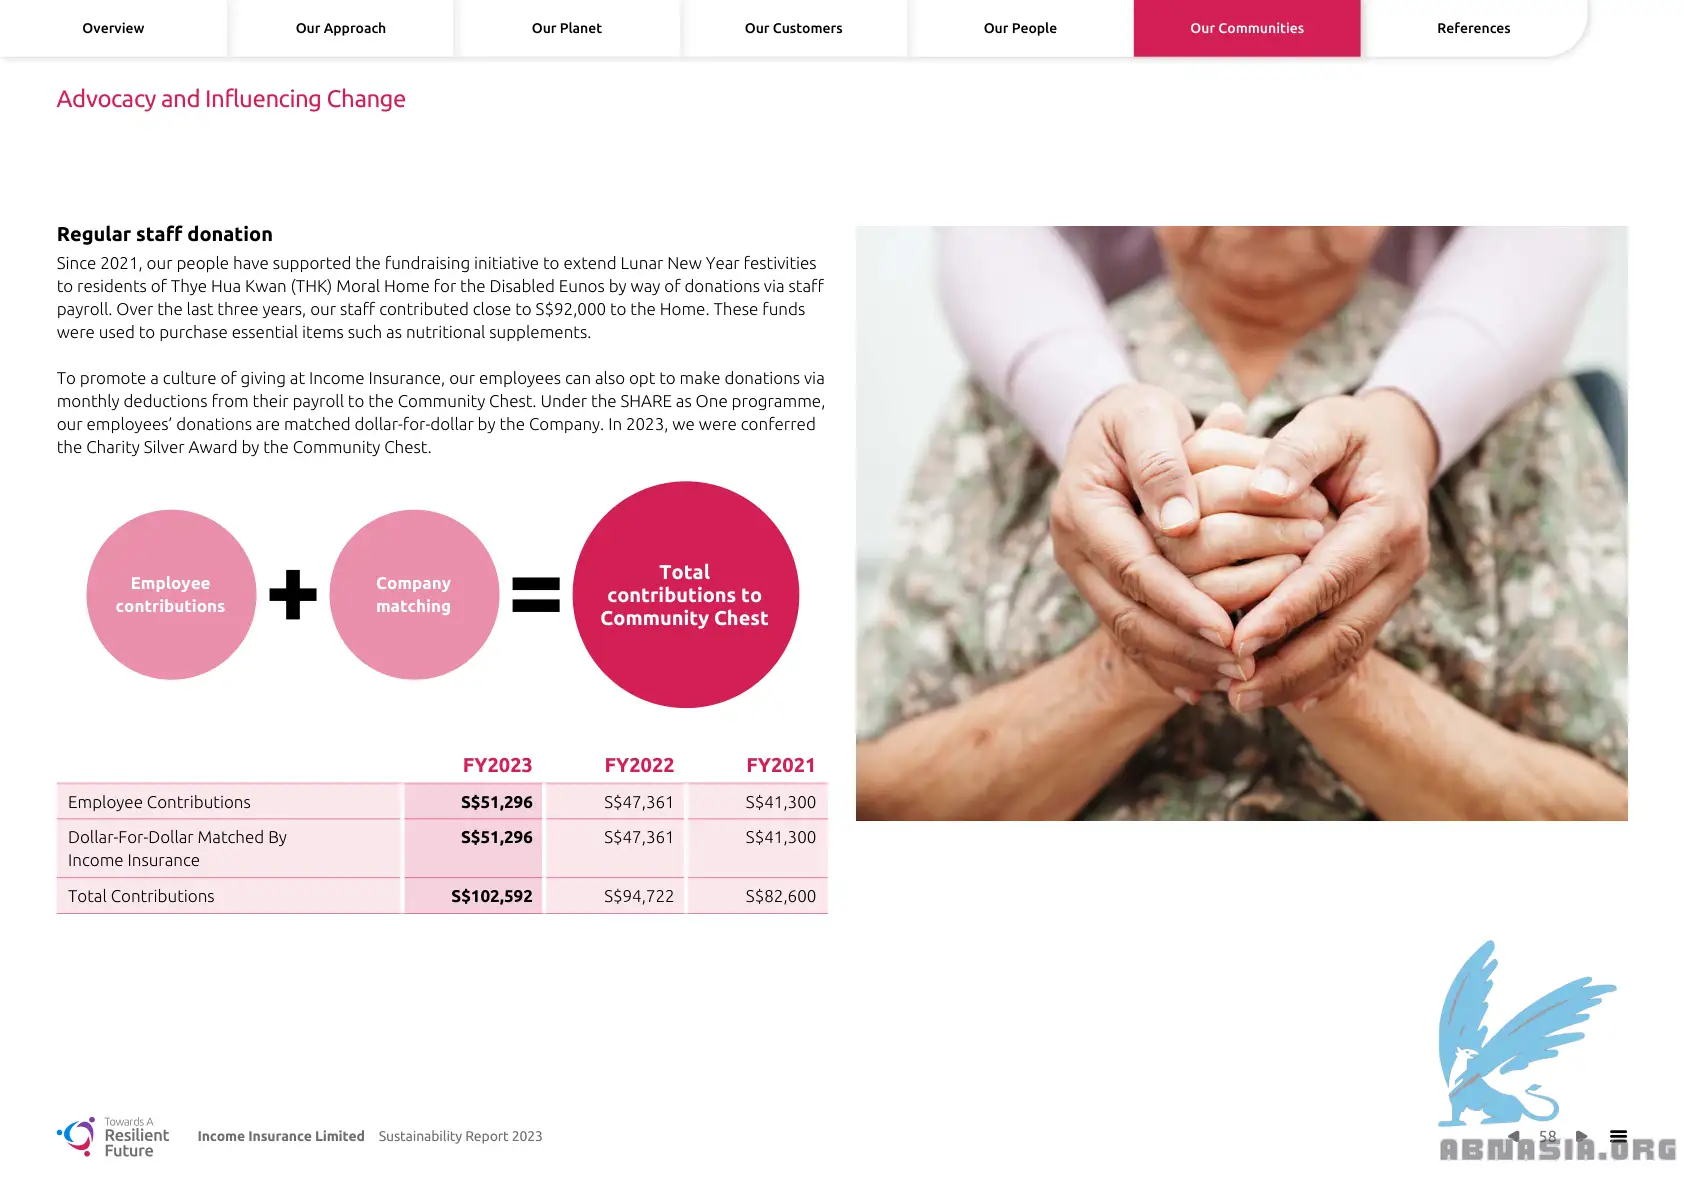 Overview
Our Approach
Our Planet
Our Customers
Our People
Our Communities
References
Advocacy and Influencing Change
Regular staff donation
Since 2021, our people have supported the fundraising initiative to extend Lunar New Year festivities
to residents of Thye Hua Kwan (THK) Moral Home for the Disabled Eunos by way of donations via staff
payroll. Over the last three years, our staff contributed close to S$92,000 to the Home. These funds
were used to purchase essential items such as nutritional supplements.
To promote a culture of giving at Income Insurance, our employees can also opt to make donations via
monthly deductions from their payroll to the Community Chest. Under the SHARE as One programme,
our employees’ donations are matched dollar-for-dollar by the Company. In 2023, we were conferred
the Charity Silver Award by the Community Chest.
Employee
contributions
+
Company
matching
=
Total
contributions to
Community Chest
FY2023 FY2022 FY2021
Employee Contributions S$51,296 S$47,361 S$41,300
Dollar-For-Dollar Matched By S$51,296 S$47,361 S$41,300
Income Insurance
Total Contributions S$102,592 S$94,722 S$82,600
Towards A
Resilient
Future
Income Insurance Limited Sustainability Report 2023
58
ABNASIA.ORG